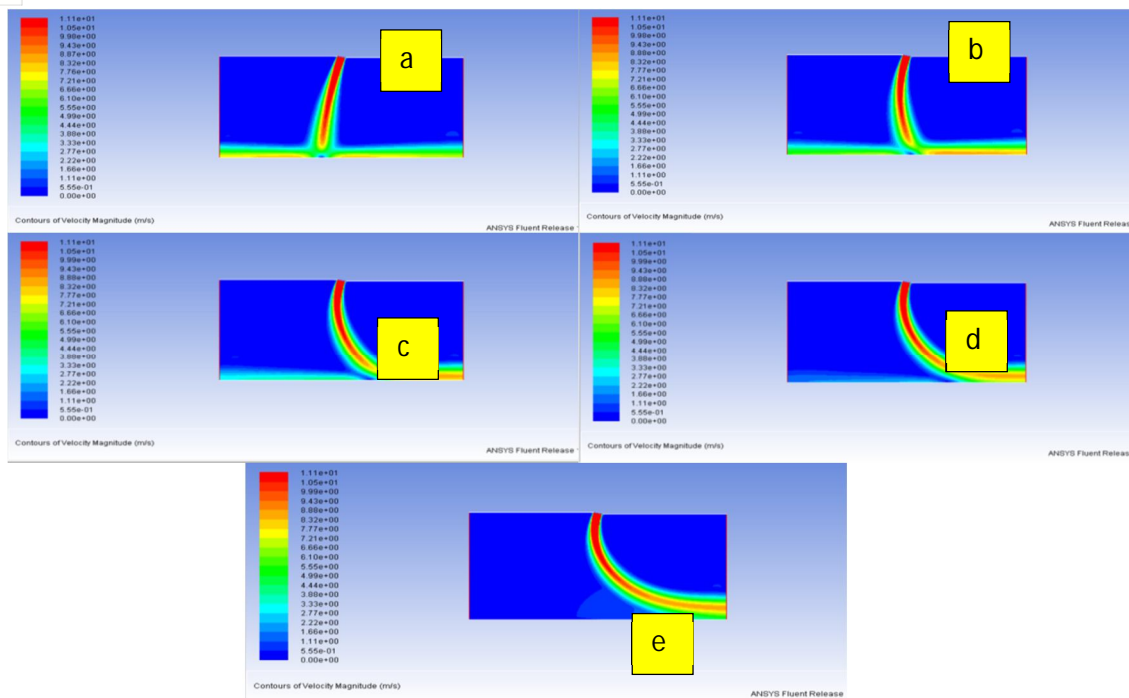 1.11e+01
1.05e+01
9.98e+00
9.43e+00
8.87e+00
8.32e+00
7.76e+00
7.21e+00
6.66e+00
6.10e+00
5.55e+00
4.99e+00
4.44e+00
3.88e+00
3.33e+00
2.77e+00
2.22e+00
1.66e+00
1.11e+00
5.55e-01
0.00e+00
a
Contours of Velocity Magnitude (m/s)
ANSYS Fluent Release
1.11e+01
1.05e+01
9.99e+00
9.43e+00
8.88e+00
8.32e+00
7.77e+00
7.21e+00
6.66e+00
6.10e+00
5.55e+00
4.99e+00
4.44e+00
3.88e+00
3.33e+00
2.77e+00
2.22e+00
1.66e+00
1.11e+00
5.55e-01
0.00e+00
b
Contours of Velocity Magnitude (m/s)
ANSYS Fluent Releas
1.11e+01
1.05e+01
9.99e+00
9.43e+00
8.88e+00
8.32e+00
7.77e+00
7.21e+00
6.66e+00
6.10e+00
5.55e+00
4.99e+00
4.44e+00
3.88e+00
3.33e+00
2.77e+00
2.22e+00
1.66e+00
1.11e+00
5.55e-01
0.00e+00
c
Contours of Velocity Magnitude (m/s)
ANSYS Fluent Release
1.11e+01
1.05e+01
9.99e+00
9.43e+00
8.88e+00
8.32e+00
7.77e+00
7.21e+00
6.66e+00
6.10e+00
5.55e+00
4.99e+00
4.44e+00
3.88e+00
3.33e+00
2.77e+00
2.22e+00
1.66e+00
1.11e+00
5.55e-01
0.00e+00
d
Contours of Velocity Magnitude (m/s)
ANSYS Fluent Releas
1.11e+01
1.05e+01
9.99e+00
9.43e+00
8.88e+00
8.32e+00
7.77e+00
7.21e+00
6.66e+00
6.10e+00
5.55e+00
4.99e+00
4.44e+00
3.88e+00
3.33e+00
2.77e+00
2.22e+00
1.66e+00
1.11e+00
5.55e-01
0.00e+00
e
Contours of Velocity Magnitude (m/s)
ANSYS Fluent Release